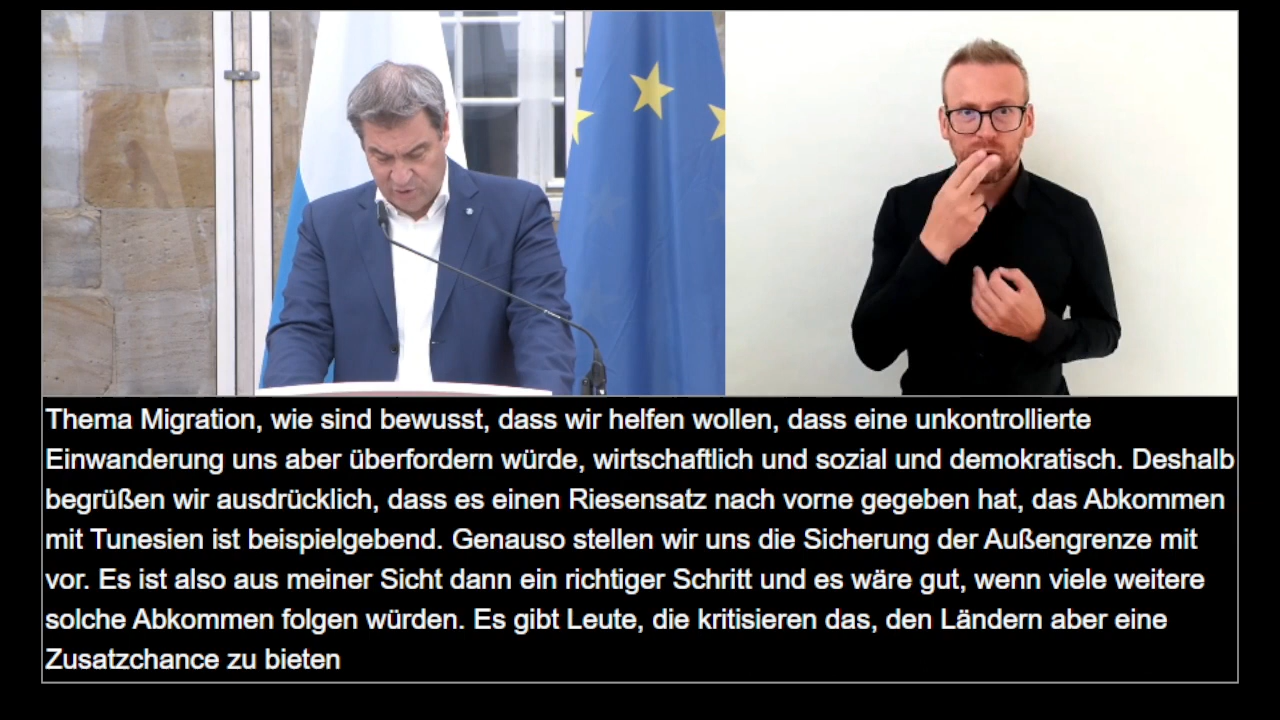 Thema Migration, wie sind bewusst, dass wir helfen wollen, dass eine unkontrollierte
Einwanderung uns aber überfordern würde, wirtschaftlich und sozial und demokratisch. Deshalb
begrüßen wir ausdrücklich, dass es einen Riesensatz nach vorne gegeben hat, das Abkommen
mit Tunesien ist beispielgebend. Genauso stellen wir uns die Sicherung der Außengrenze mit
vor. Es ist also aus meiner Sicht dann ein richtiger Schritt und es wäre gut, wenn viele weitere
solche Abkommen folgen würden. Es gibt Leute, die kritisieren das, den Ländern aber eine
Zusatzchance zu bieten